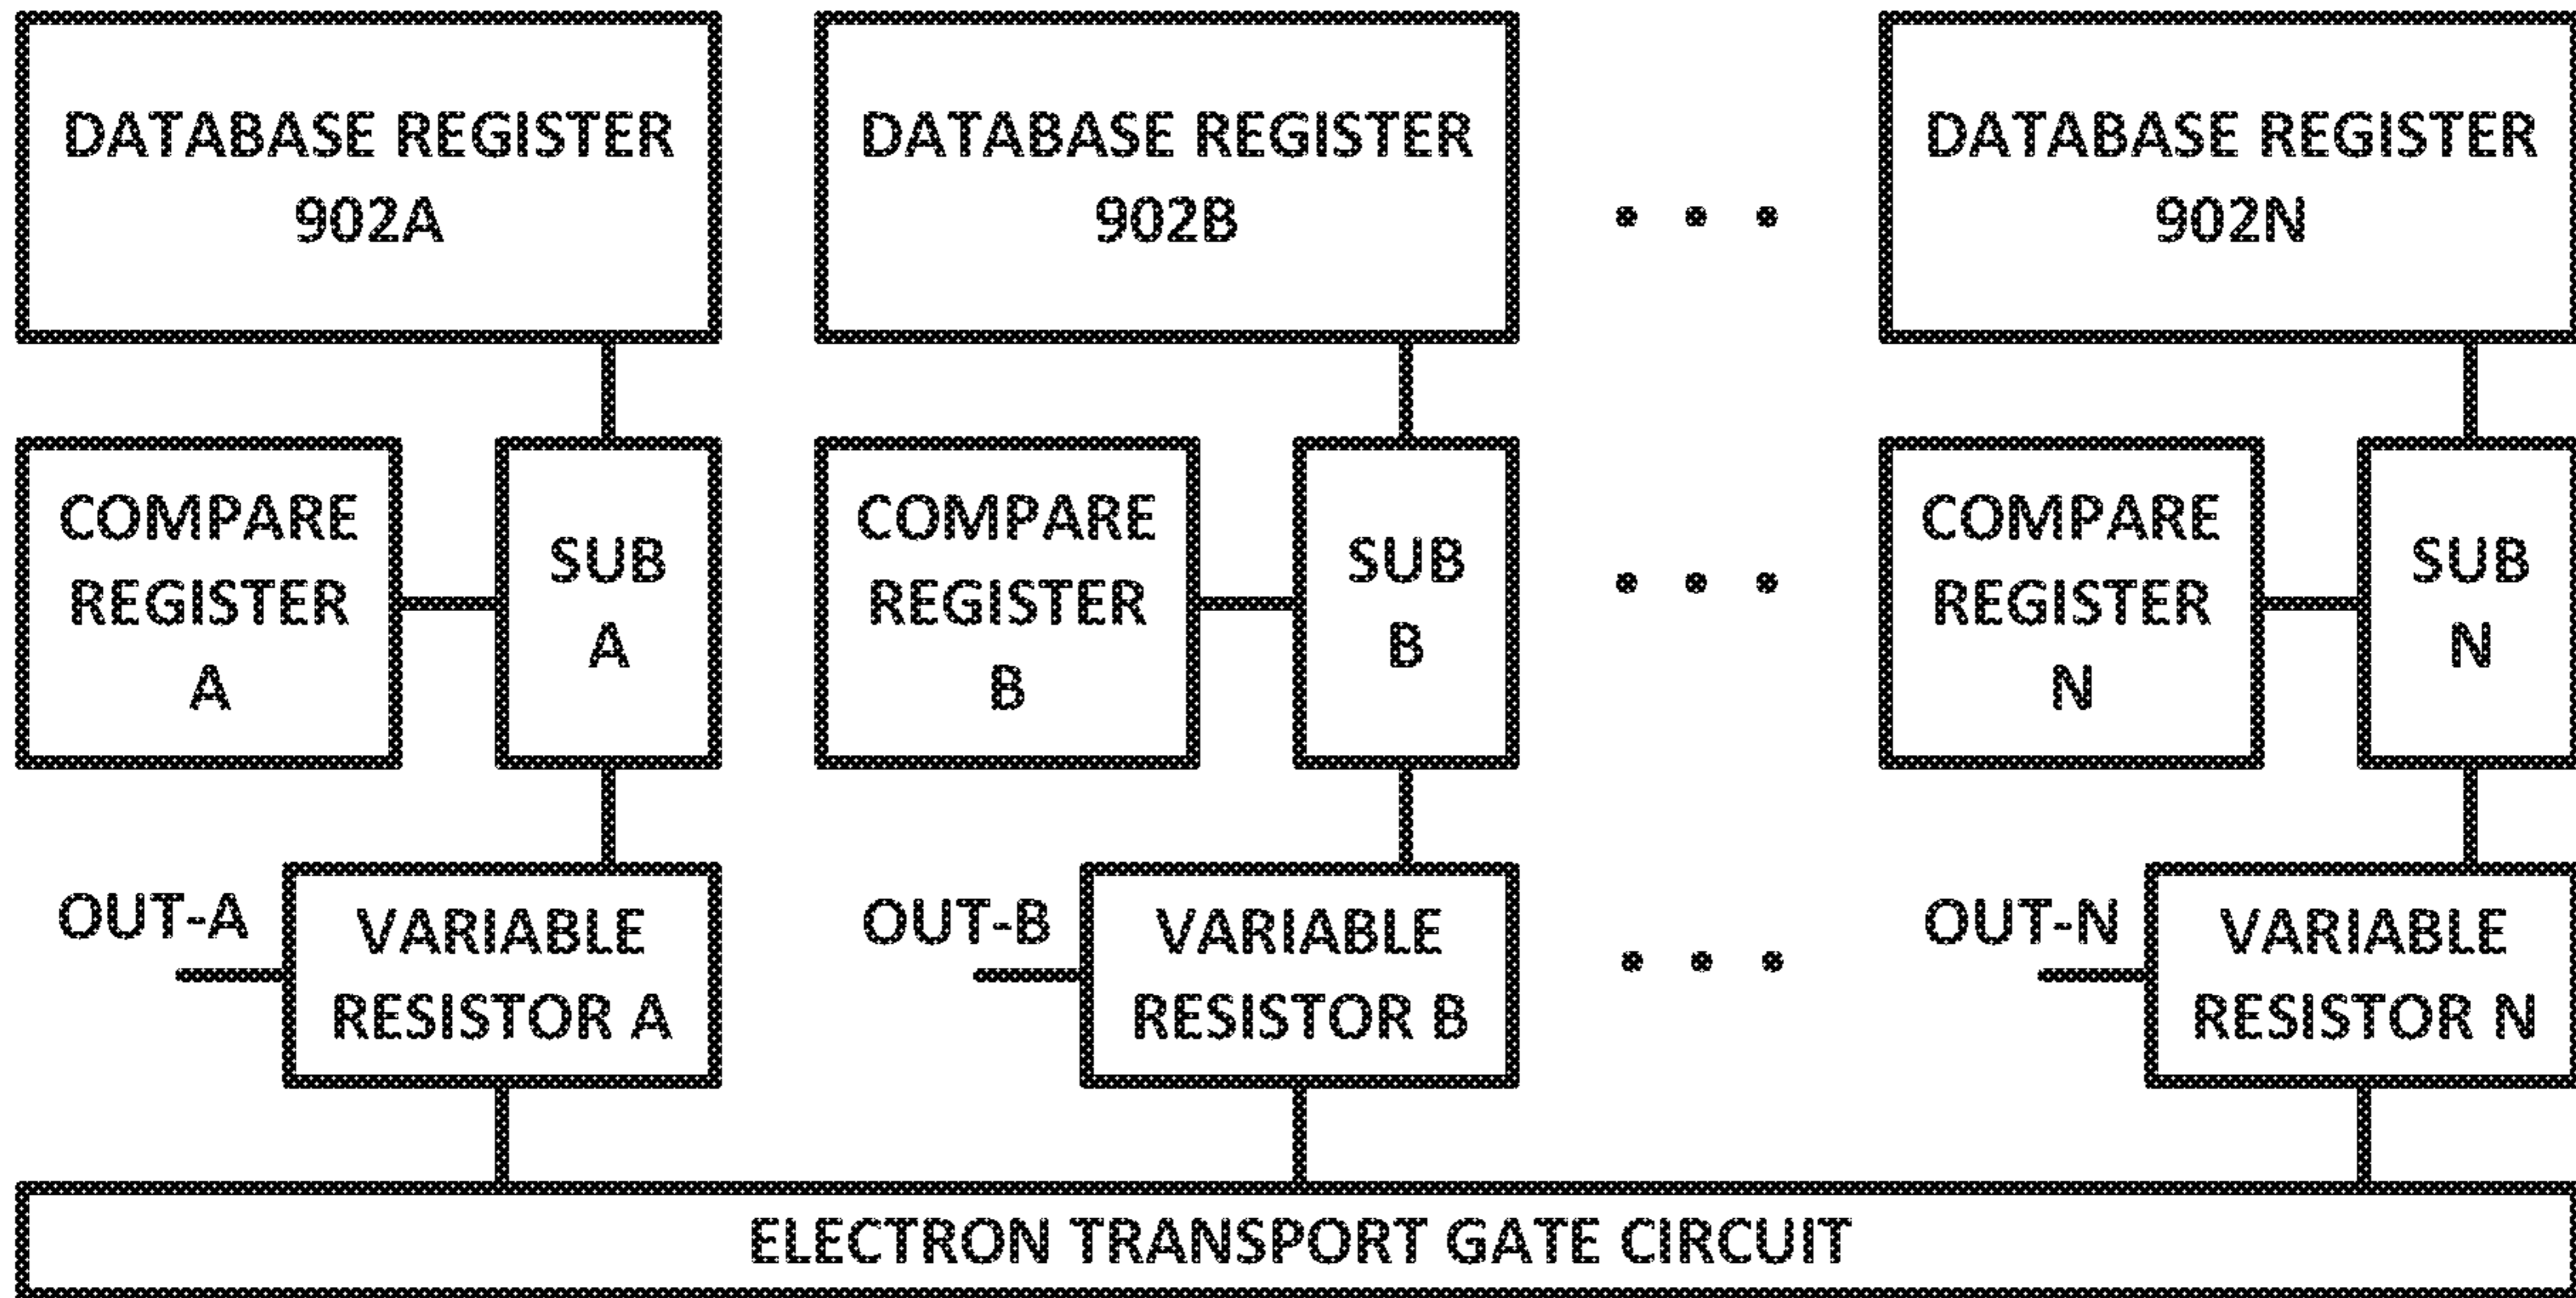 DATABASE REGISTER
902A
DATABASE REGISTER
902B
DATABASE REGISTER
902N
COMPARE
REGISTER
A
SUB
A
COMPARE
REGISTER
B
SUB
B
COMPARE
REGISTER
N
SUB
N
OUT-A
VARIABLE
RESISTOR A
OUT-B
VARIABLE
RESISTOR B
OUT-N
VARIABLE
RESISTOR N
ELECTRON TRANSPORT GATE CIRCUIT